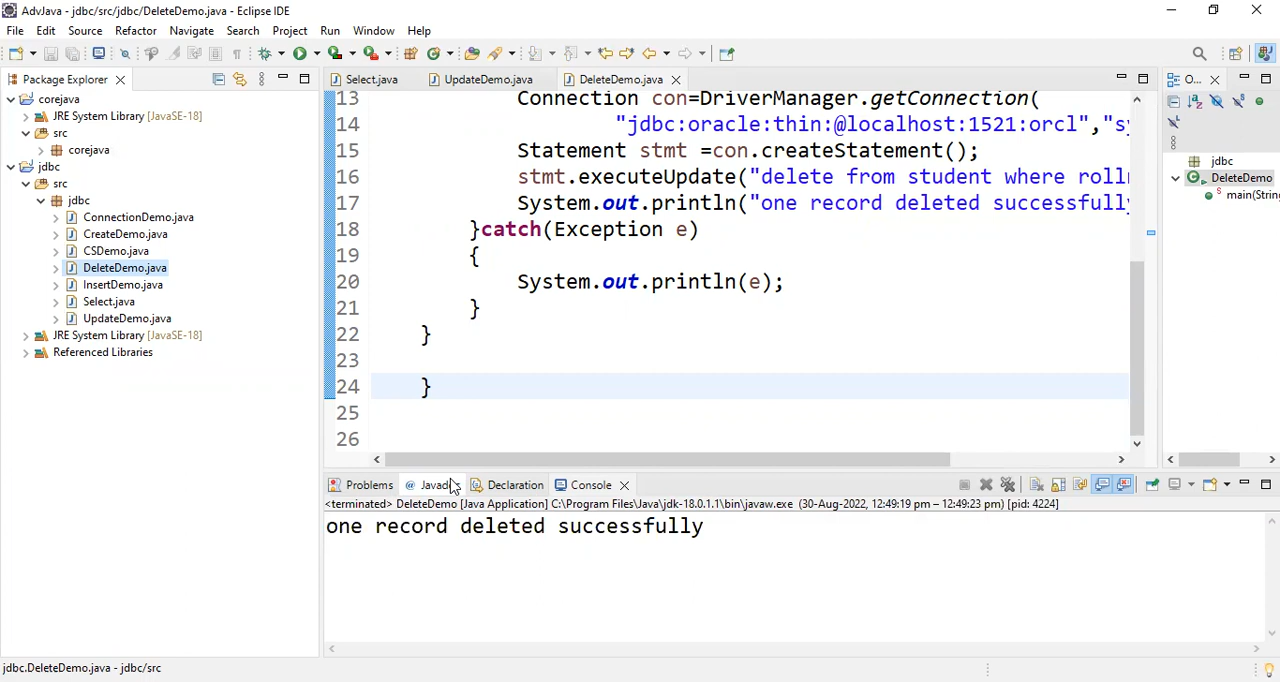 AdvJava - jdbc/src/jdbc/DeleteDemo.java - Eclipse IDE
File Edit Source Refactor Navigate Search Project Run Window Help
Package Explorer
corejava
JRE System Library [JavaSE-18]
src
corejava
jdbc
src
jdbc
ConnectionDemo.java
CreateDemo.java
CSDemo.java
DeleteDemo.java
InsertDemo.java
Select.java
UpdateDemo.java
JRE System Library [JavaSE-18]
Referenced Libraries
Select.java UpdateDemo.java DeleteDemo.java
13 Connection con=DriverManager.getConnection(
14 "jdbc:oracle:thin:@localhost:1521:orcl","sy
15 Statement stmt =con.createStatement();
16 stmt.executeUpdate("delete from student where rolln
17 System.out.println("one record deleted successfully
18 }catch(Exception e)
19 {
20 System.out.println(e);
21 }
22 }
23
24 }
25
26
O...
jdbc
DeleteDemo
main(String
Problems @ Javad Declaration Console
<terminated> DeleteDemo [Java Application] C:\Program Files\Java\jdk-18.0.1.1\bin\javaw.exe (30-Aug-2022, 12:49:19 pm – 12:49:23 pm) [pid: 4224]
one record deleted successfully
jdbc.DeleteDemo.java - jdbc/src